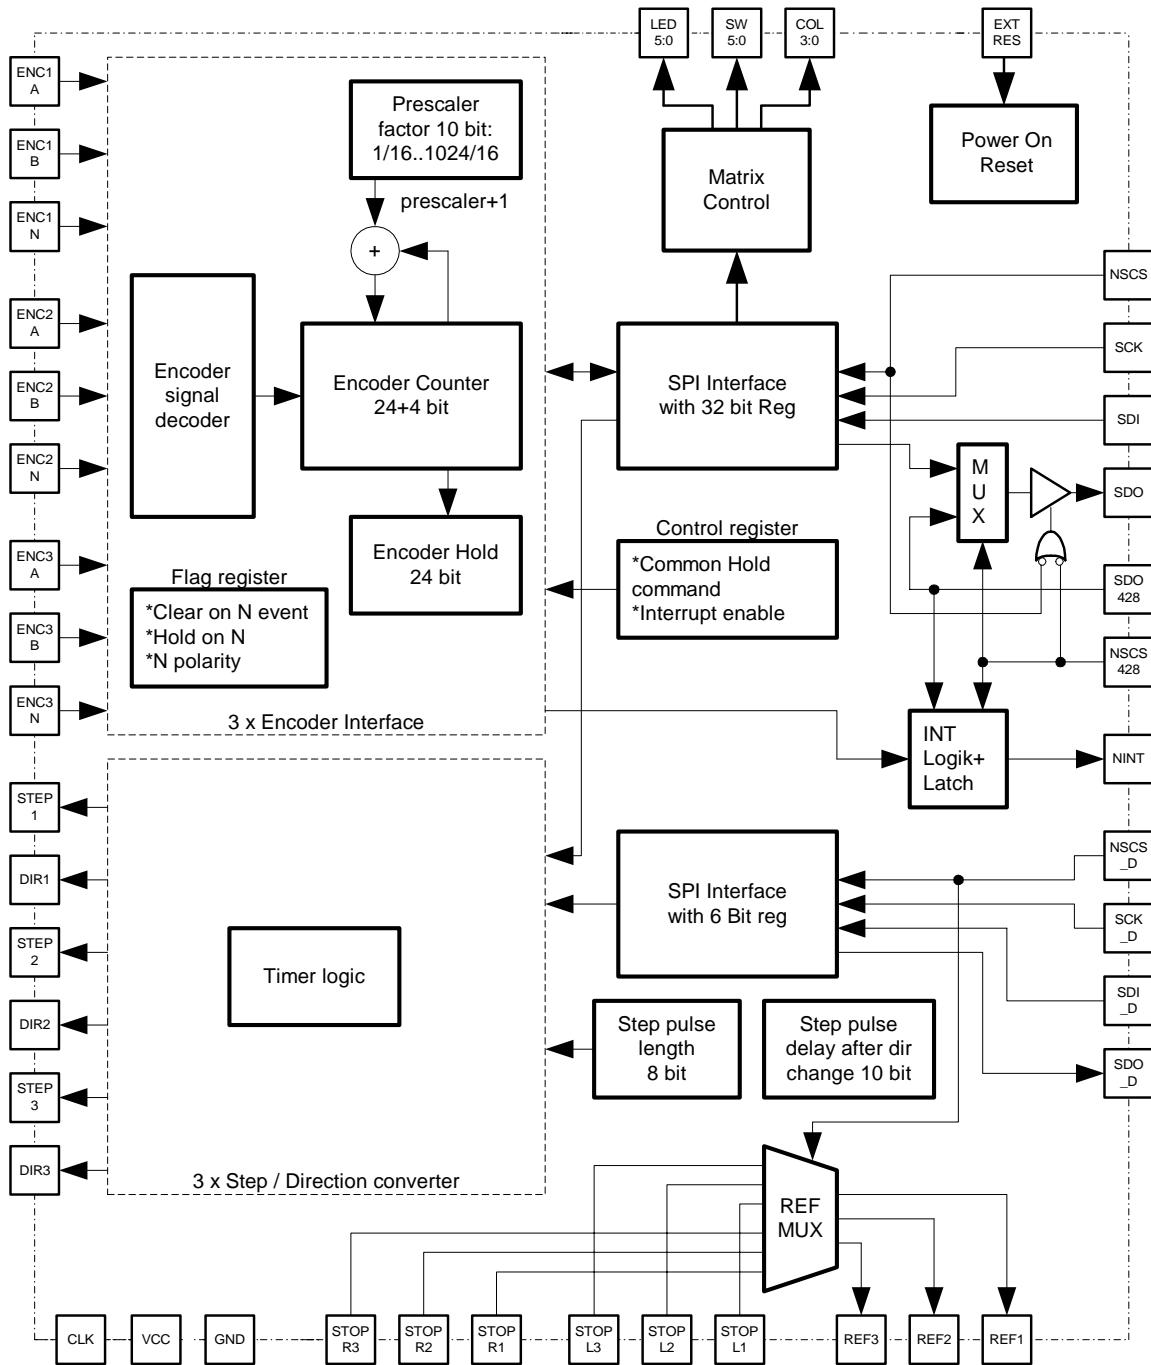 LED
5:0
SW
5:0
COL
3:0
EXT
RES
ENC1
A
ENC1
B
ENC1
N
ENC2
A
ENC2
B
ENC2
N
ENC3
A
ENC3
B
ENC3
N
Prescaler
factor 10 bit:
1/16..1024/16
prescaler+1
+
Encoder
signal
decoder
Encoder Counter
24+4 bit
Encoder Hold
24 bit
Flag register
*Clear on N event
*Hold on N
*N polarity
3 x Encoder Interface
Matrix
Control
Power On
Reset
SPI Interface
with 32 bit Reg
Control register
*Common Hold
command
*Interrupt enable
M
U
X
INT
Logik+
Latch
NSCS
SCK
SDI
SDO
SDO
428
NSCS
428
NINT
STEP
1
DIR1
STEP
2
DIR2
STEP
3
DIR3
Timer logic
3 x Step / Direction converter
SPI Interface
with 6 Bit reg
Step pulse
length
8 bit
Step pulse
delay after dir
change 10 bit
NSCS
_D
SCK
_D
SDI
_D
SDO
_D
REF
MUX
CLK
VCC
GND
STOP
R3
STOP
R2
STOP
R1
STOP
L3
STOP
L2
STOP
L1
REF3
REF2
REF1